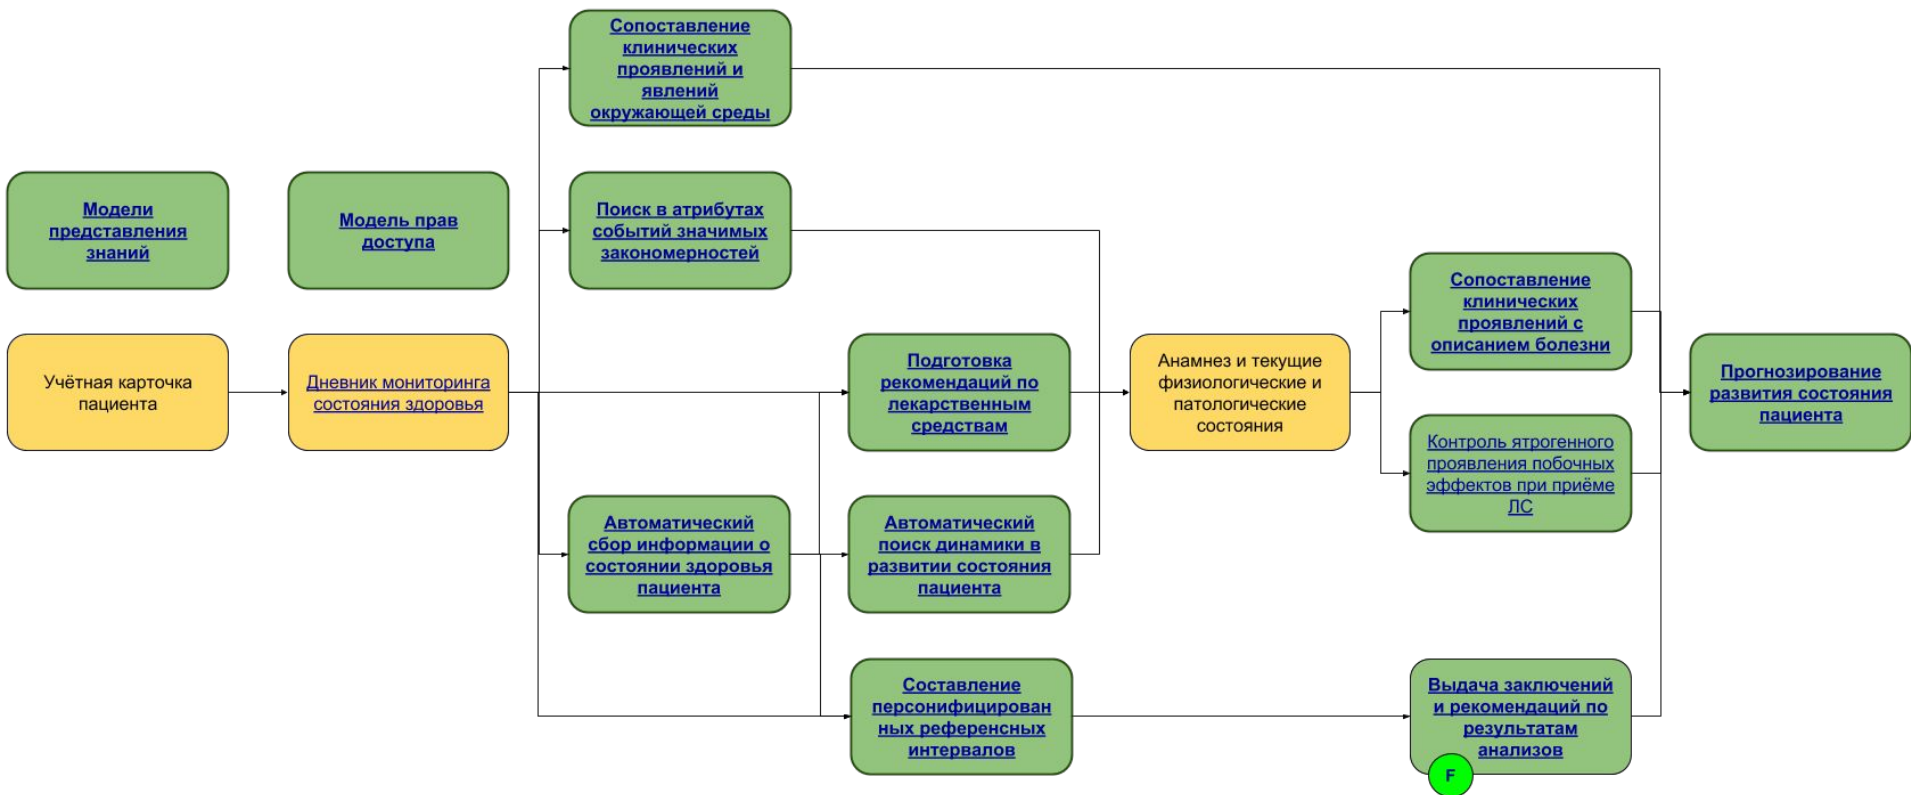 Сопоставление
клинических
проявлений и
явлений
окружающей среды
Модели
представления
знаний
Модель прав
доступа
Поиск в атрибутах
событий значимых
закономерностей
Сопоставление
клинических
проявлений с
описанием болезни
Учётная карточка
пациента
Дневник мониторинга
состояния здоровья
Подготовка
рекомендаций по
лекарственным
средствам
Анамнез и текущие
физиологические и
патологические
состояния
Прогнозирование
развития состояния
пациента
Контроль ятрогенного
проявления побочных
эффектов при приёме
ЛС
Автоматический
сбор информации о
состоянии здоровья
пациента
Автоматический
поиск динамики в
развитии состояния
пациента
Составление
персонифицирован
ных референсных
интервалов
Выдача заключений
и рекомендаций по
результатам
анализов
F